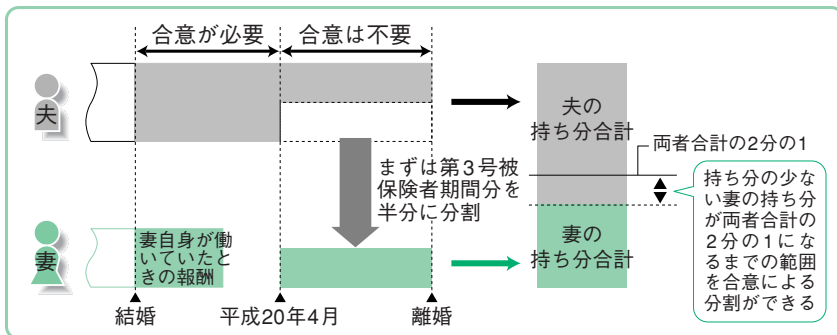 合意が必要
合意は不要
夫
まずは第3号被
保険者期間分を
半分に分割
妻
妻自身が働
いていたと
きの報酬
結婚
平成20年4月
離婚
夫の
持ち分合計
両者合計の2分の1
妻の
持ち分合計
持ち分の少な
い妻の持ち分
が両者合計の
2分の1にな
るまでの範囲
を合意による
分割ができる